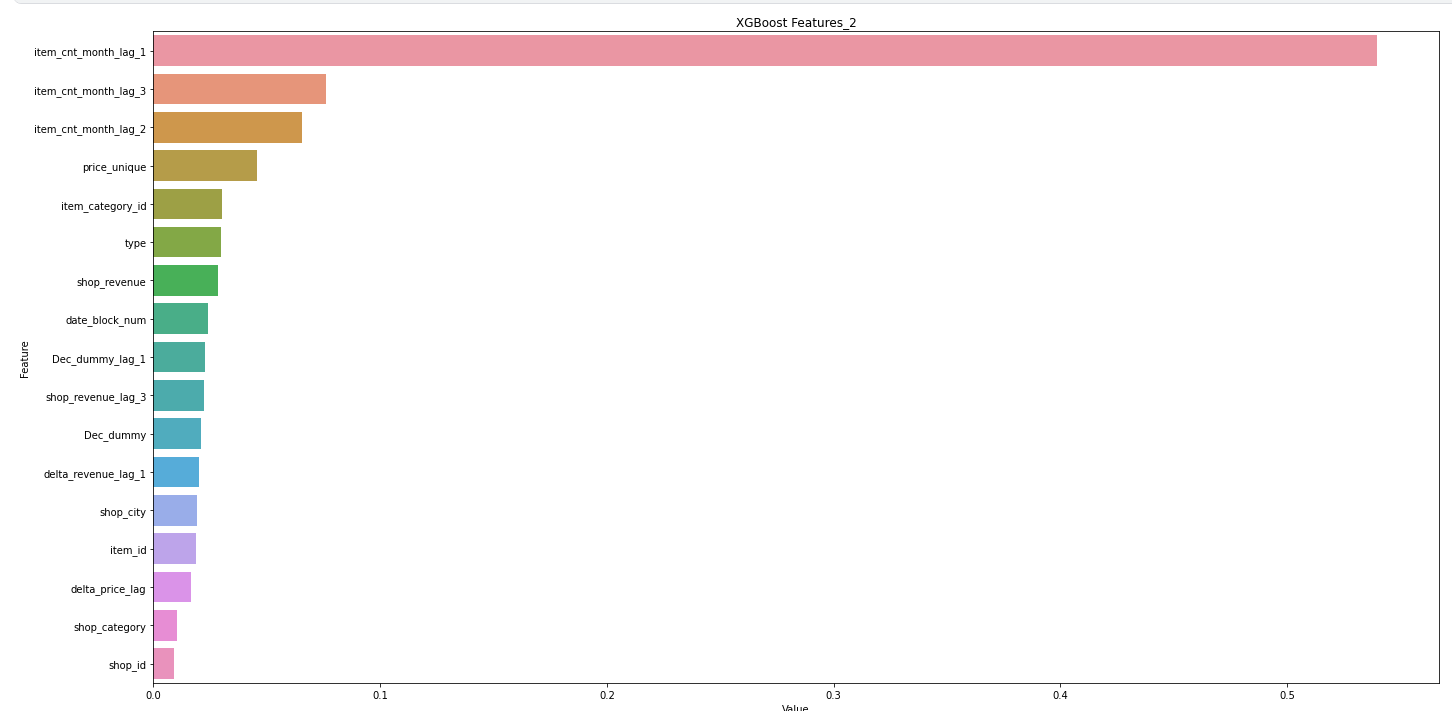 XGBoost Features_2
item_cnt_month_lag_1
item_cnt_month_lag_3
item_cnt_month_lag_2
price_unique
item_category_id
type
shop_revenue
date_block_num
Dec_dummy_lag_1
shop_revenue_lag_3
Dec_dummy
delta_revenue_lag_1
shop_city
item_id
delta_price_lag
shop_category
shop_id
Feature
0.0 0.1 0.2 0.3 0.4 0.5
Value